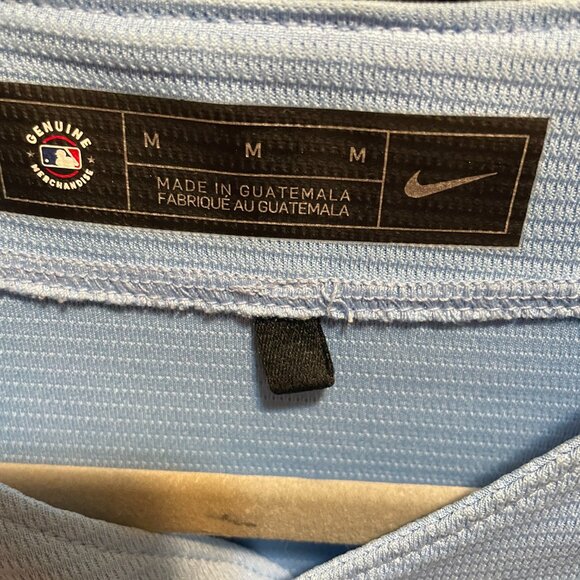 GENUINE
MERCHANDISE
M M M
MADE IN GUATEMALA
FABRIQUÉ AU GUATEMALA